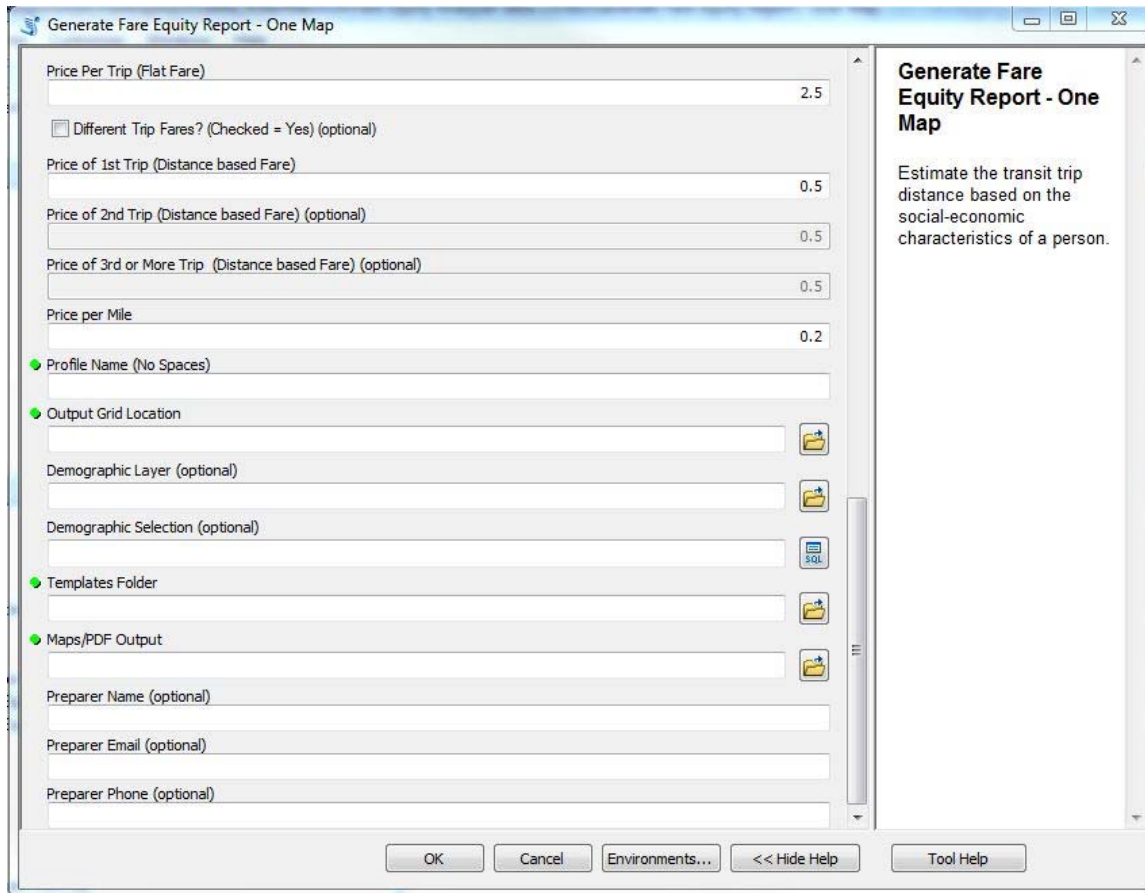 Generate Fare Equity Report - One Map
Price Per Trip (Flat Fare)
2.5
Different Trip Fares? (Checked = Yes) (optional)
Price of 1st Trip (Distance based Fare)
0.5
Price of 2nd Trip (Distance based Fare) (optional)
0.5
Price of 3rd or More Trip (Distance based Fare) (optional)
0.5
Price per Mile
0.2
Profile Name (No Spaces)
Output Grid Location
Demographic Layer (optional)
Demographic Selection (optional)
SQL
Templates Folder
Maps/PDF Output
Preparer Name (optional)
Preparer Email (optional)
Preparer Phone (optional)
OK
Cancel
Environments...
<< Hide Help
Tool Help
Generate Fare
Equity Report - One
Map
Estimate the transit trip
distance based on the
social-economic
characteristics of a person.